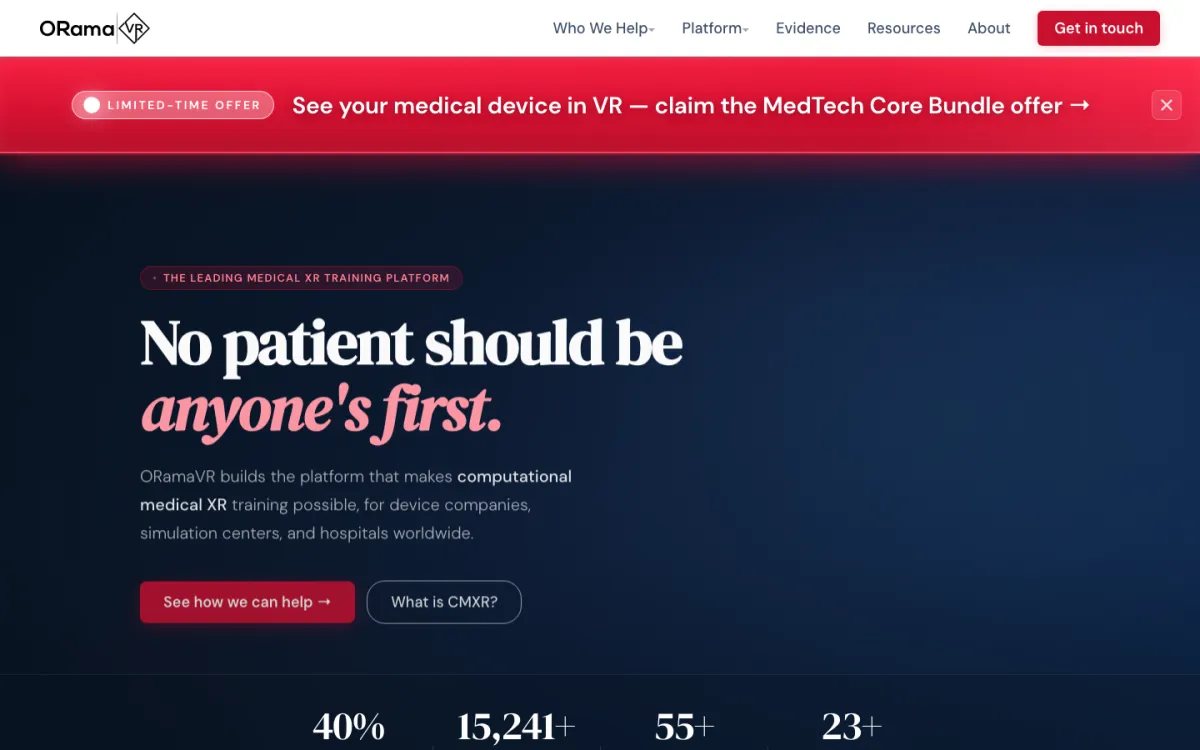 ORama VR
Who We Help
Platform
Evidence
Resources
About
Get in touch
LIMITED-TIME OFFER
See your medical device in VR — claim the MedTech Core Bundle offer →
THE LEADING MEDICAL XR TRAINING PLATFORM
No patient should be
anyone's first.
ORamaVR builds the platform that makes computational
medical XR training possible, for device companies,
simulation centers, and hospitals worldwide.
See how we can help →
What is CMXR?
40%
15,241+
55+
23+